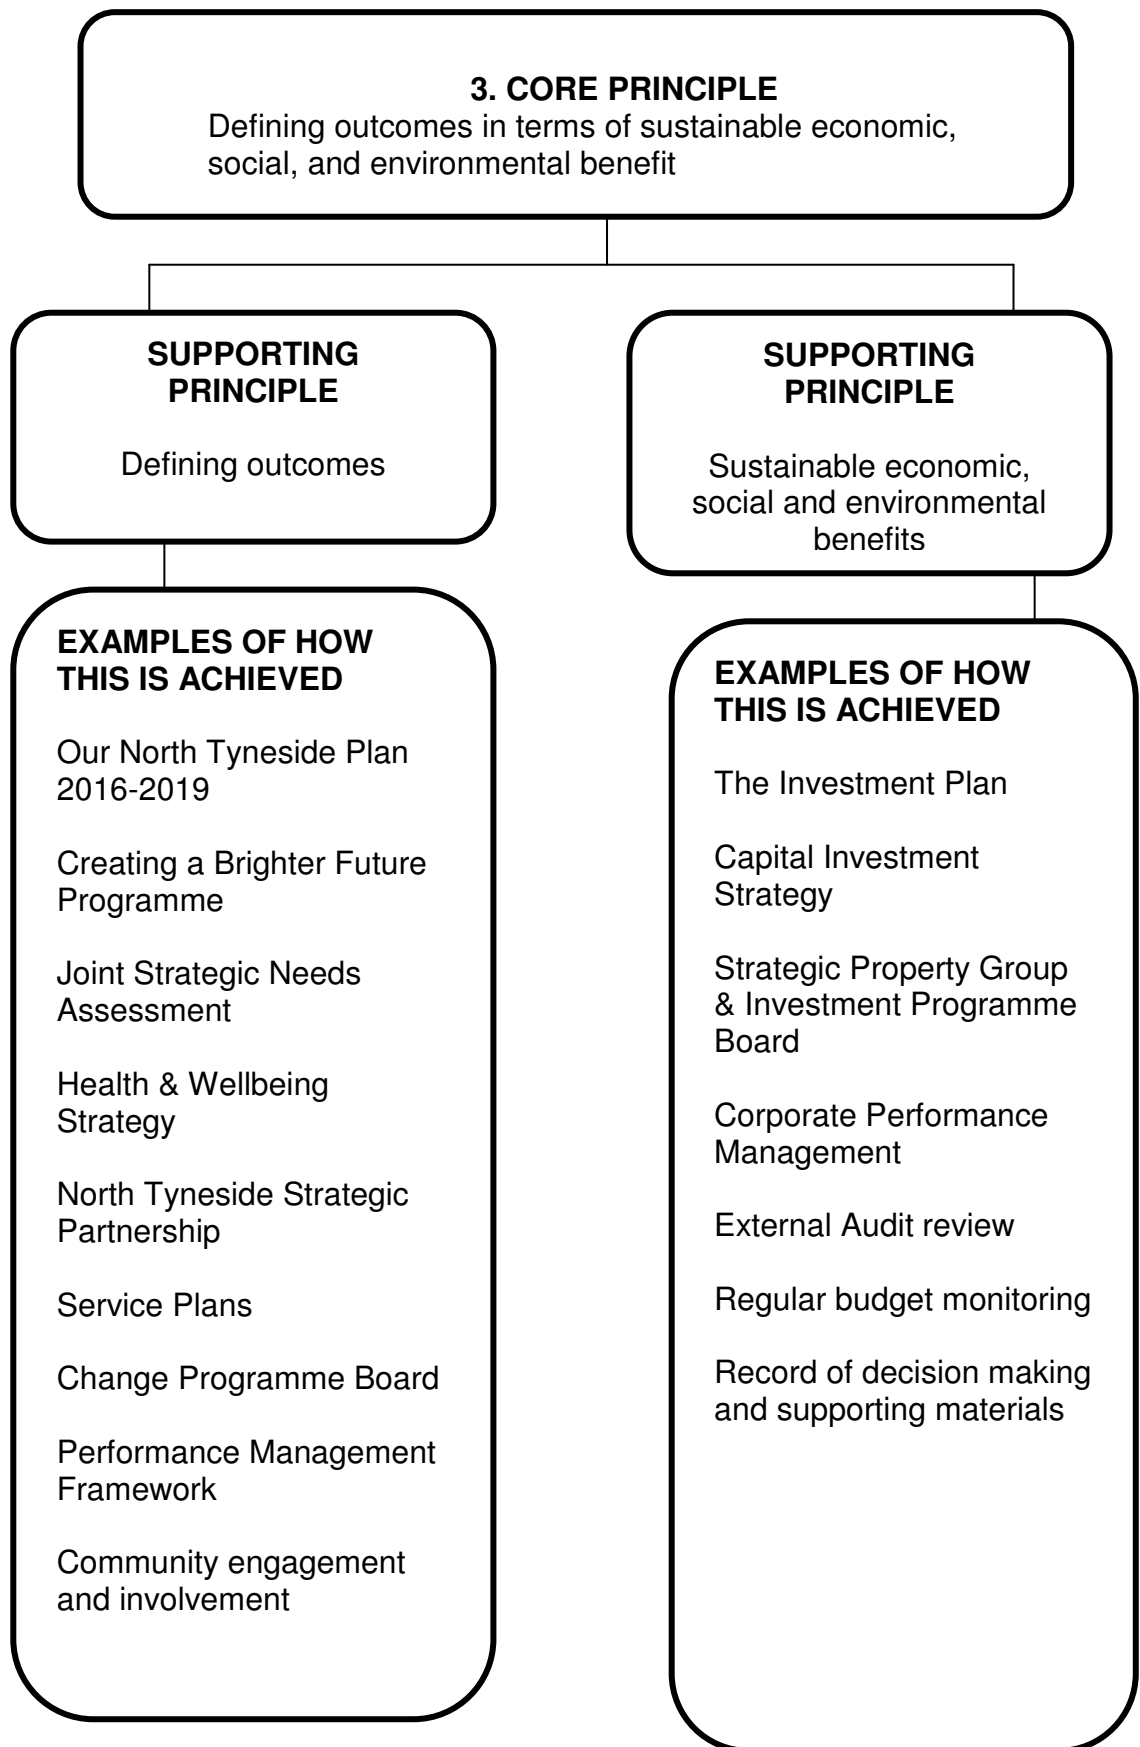 3. CORE PRINCIPLE
Defining outcomes in terms of sustainable economic,
social, and environmental benefit
SUPPORTING
PRINCIPLE
Defining outcomes
SUPPORTING
PRINCIPLE
Sustainable economic,
social and environmental
benefits
EXAMPLES OF HOW
THIS IS ACHIEVED
Our North Tyneside Plan
2016-2019
Creating a Brighter Future
Programme
Joint Strategic Needs
Assessment
Health & Wellbeing
Strategy
North Tyneside Strategic
Partnership
Service Plans
Change Programme Board
Performance Management
Framework
Community engagement
and involvement
EXAMPLES OF HOW
THIS IS ACHIEVED
The Investment Plan
Capital Investment
Strategy
Strategic Property Group
& Investment Programme
Board
Corporate Performance
Management
External Audit review
Regular budget monitoring
Record of decision making
and supporting materials